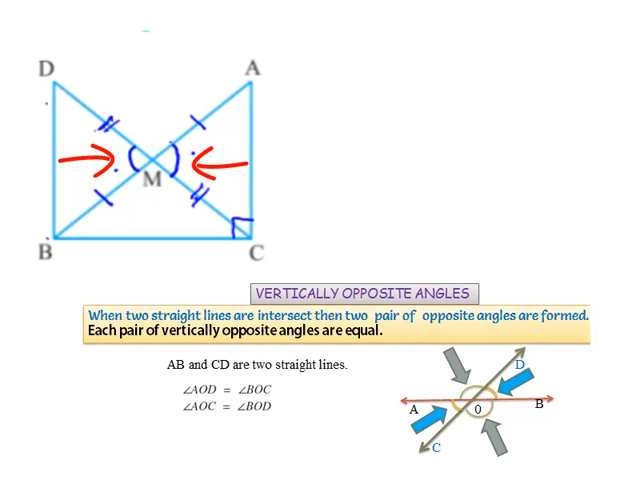 D
A
M
B
C
VERTICALLY OPPOSITE ANGLES
When two straight lines are intersect then two pair of opposite angles are formed.
Each pair of vertically opposite angles are equal.
AB and CD are two straight lines.
∠AOD = ∠BOC
∠AOC = ∠BOD
D
A
0
B
C